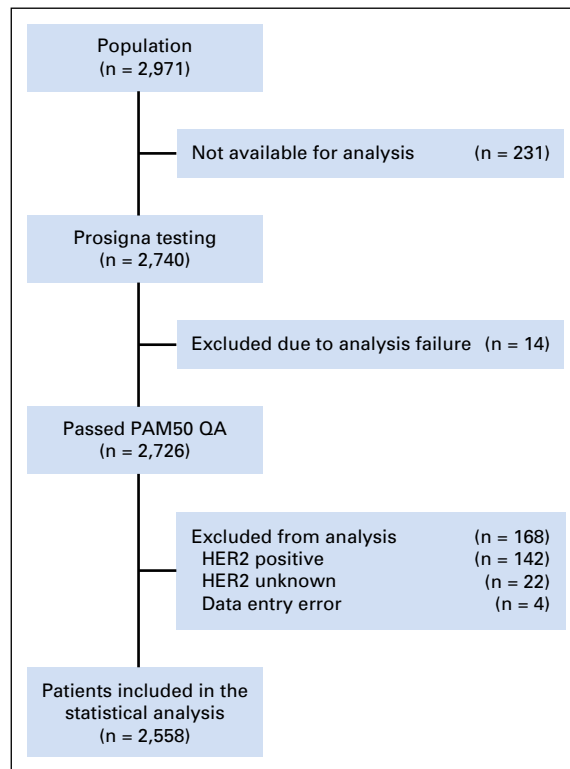 Population
(n = 2,971)
Not available for analysis (n = 231)
Prosigna testing
(n = 2,740)
Excluded due to analysis failure (n = 14)
Passed PAM50 QA
(n = 2,726)
Excluded from analysis (n = 168)
HER2 positive (n = 142)
HER2 unknown (n = 22)
Data entry error (n = 4)
Patients included in the
statistical analysis
(n = 2,558)